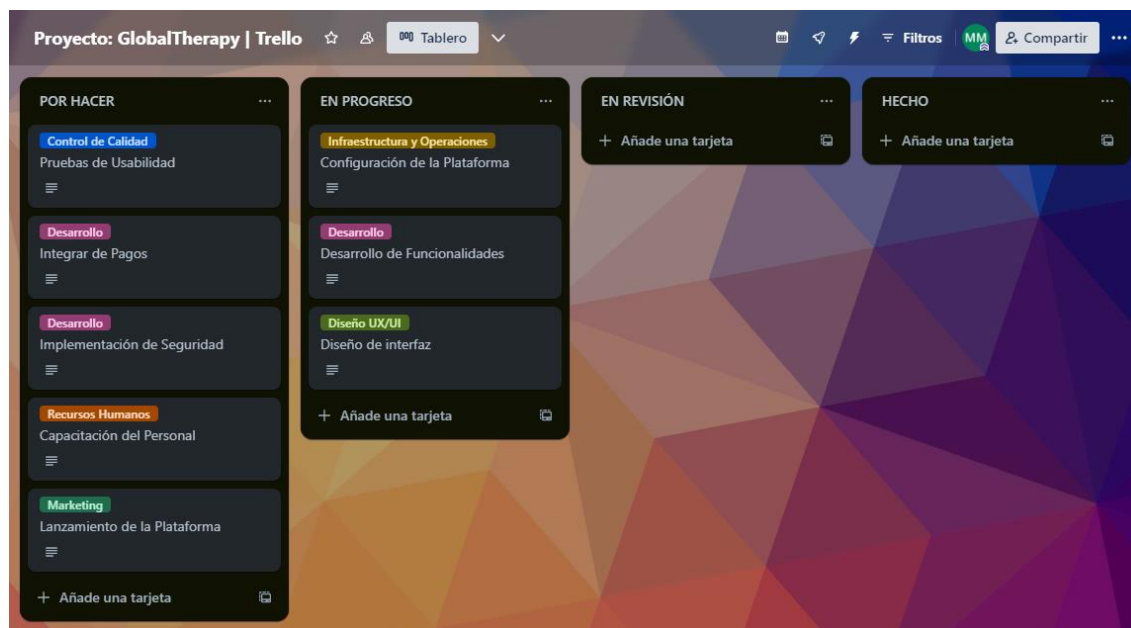 Proyecto: GlobalTherapy | Trello
Tablero
Filtros
MM
Compartir
POR HACER
Control de Calidad
Pruebas de Usabilidad
Desarrollo
Integrar de Pagos
Desarrollo
Implementación de Seguridad
Recursos Humanos
Capacitación del Personal
Marketing
Lanzamiento de la Plataforma
+ Añade una tarjeta
EN PROGRESO
Infraestructura y Operaciones
Configuración de la Plataforma
Desarrollo
Desarrollo de Funcionalidades
Diseño UX/UI
Diseño de interfaz
+ Añade una tarjeta
EN REVISIÓN
+ Añade una tarjeta
HECHO
+ Añade una tarjeta